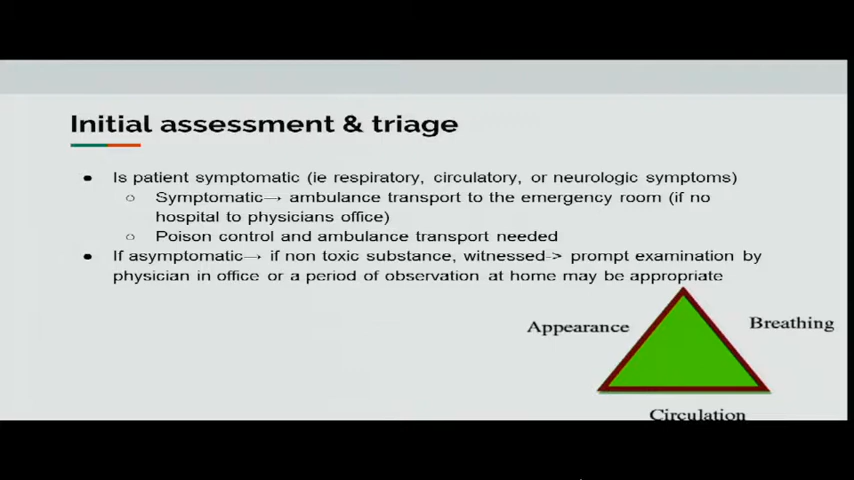 Initial assessment & triage
● Is patient symptomatic (ie respiratory, circulatory, or neurologic symptoms)
○ Symptomatic→ ambulance transport to the emergency room (if no
hospital to physicians office)
○ Poison control and ambulance transport needed
● If asymptomatic→ if non toxic substance, witnessed-> prompt examination by
physician in office or a period of observation at home may be appropriate
Appearance
Breathing
Circulation